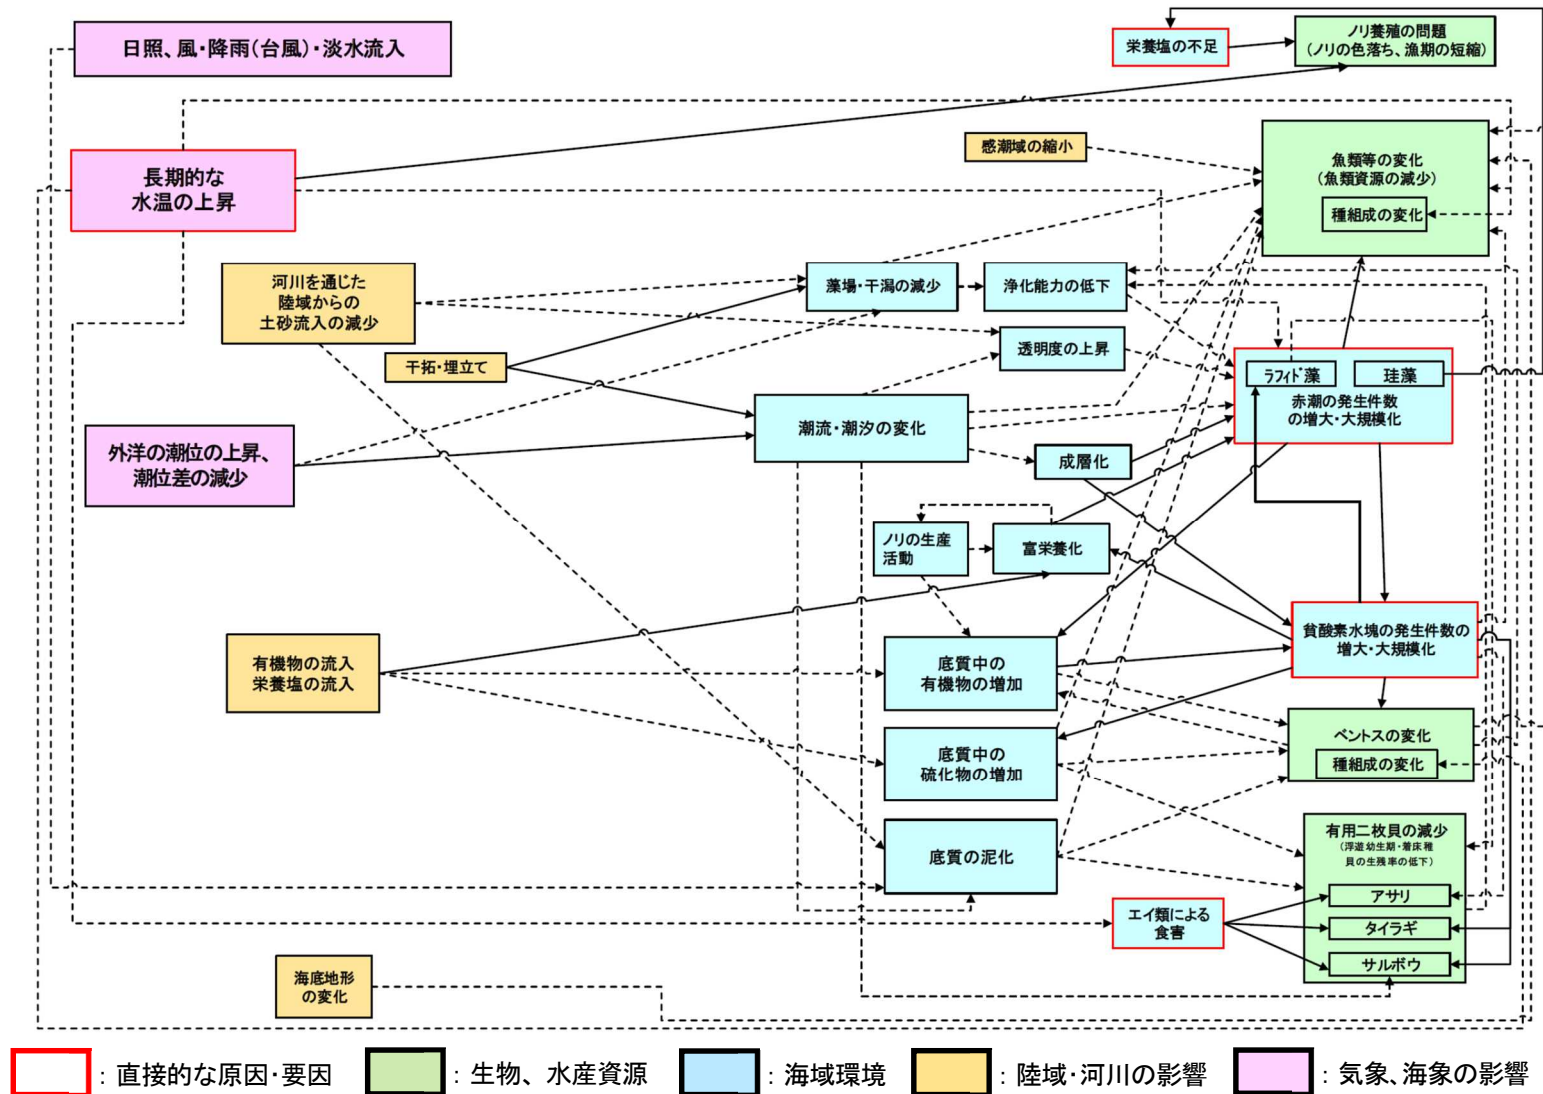 日照、風・降雨(台風)・淡水流入
栄養塩の不足
ノリ養殖の問題
(ノリの色落ち、漁期の短縮)
長期的な
水温の上昇
感潮域の縮小
魚類等の変化
(魚類資源の減少)
種組成の変化
河川を通じた
陸域からの
土砂流入の減少
藻場・干潟の減少
浄化能力の低下
透明度の上昇
干拓・埋立て
ラフィド藻
珪藻
赤潮の発生件数
の増大・大規模化
潮流・潮汐の変化
外洋の潮位の上昇、
潮位差の減少
成層化
ノリの生産
活動
富栄養化
有機物の流入
栄養塩の流入
底質中の
有機物の増加
貧酸素水塊の発生件数の
増大・大規模化
底質中の
硫化物の増加
ベントスの変化
種組成の変化
底質の泥化
有用二枚貝の減少
(浮遊幼生期・着床稚
貝の生残率の低下)
アサリ
タイラギ
サルボウ
エイ類による
食害
海底地形
の変化
：直接的な原因・要因
：生物、水産資源
：海域環境
：陸域・河川の影響
：気象、海象の影響